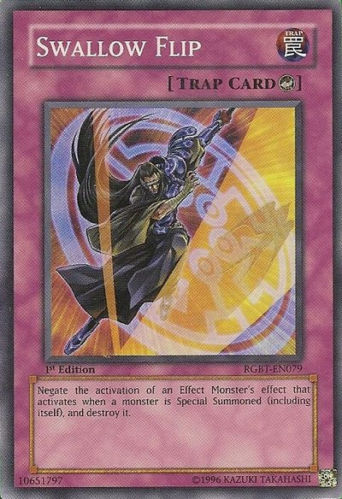 Swallow Flip
TRAP
罠
[Trap Card]
1st Edition
RGBT-EN079
Negate the activation of an Effect Monster's effect that
activates when a monster is Special Summoned (including
itself), and destroy it.
10651797
©1996 KAZUKI TAKAHASHI